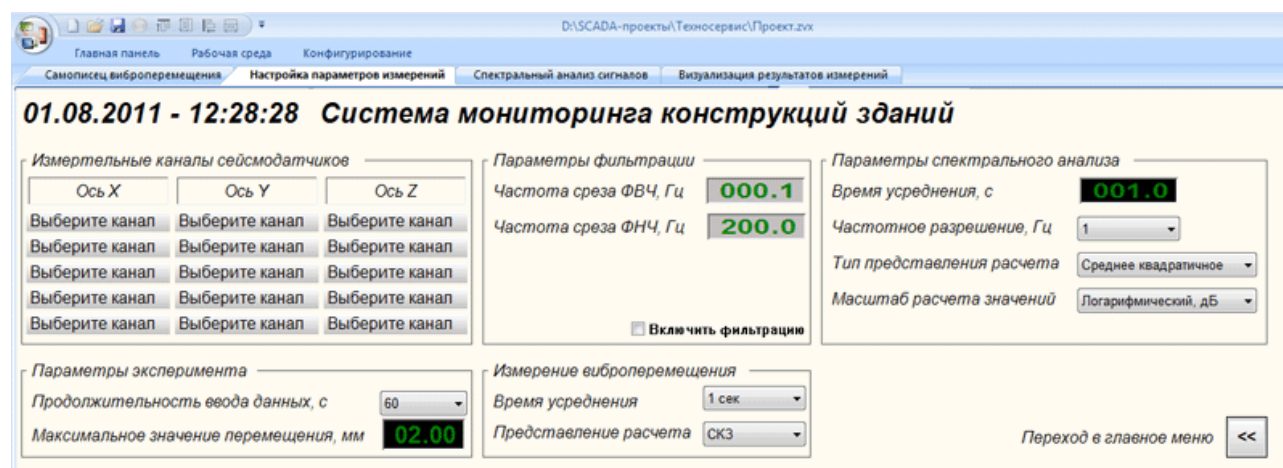 D:\SCADA-проекты\Техносервис\Проект.zvx
Главная панель Рабочая среда Конфигурирование
Самописец виброперемещения Настройка параметров измерений Спектральный анализ сигналов Визуализация результатов измерений
01.08.2011 - 12:28:28 Система мониторинга конструкций зданий
Измертельные каналы сейсмодатчиков
Ось X Ось Y Ось Z
Выберите канал Выберите канал Выберите канал
Выберите канал Выберите канал Выберите канал
Выберите канал Выберите канал Выберите канал
Выберите канал Выберите канал Выберите канал
Выберите канал Выберите канал Выберите канал
Параметры фильтрации
Частота среза ФВЧ, Гц 000.1
Частота среза ФНЧ, Гц 200.0
Включить фильтрацию
Параметры спектрального анализа
Время усреднения, с 001.0
Частотное разрешение, Гц 1
Тип представления расчета Среднее квадратичное
Масштаб расчета значений Логарифмический, дБ
Параметры эксперимента
Продолжительность ввода данных, с 60
Максимальное значение перемещения, мм 02.00
Измерение виброперемещения
Время усреднения 1 сек
Представление расчета СКЗ
Переход в главное меню <<